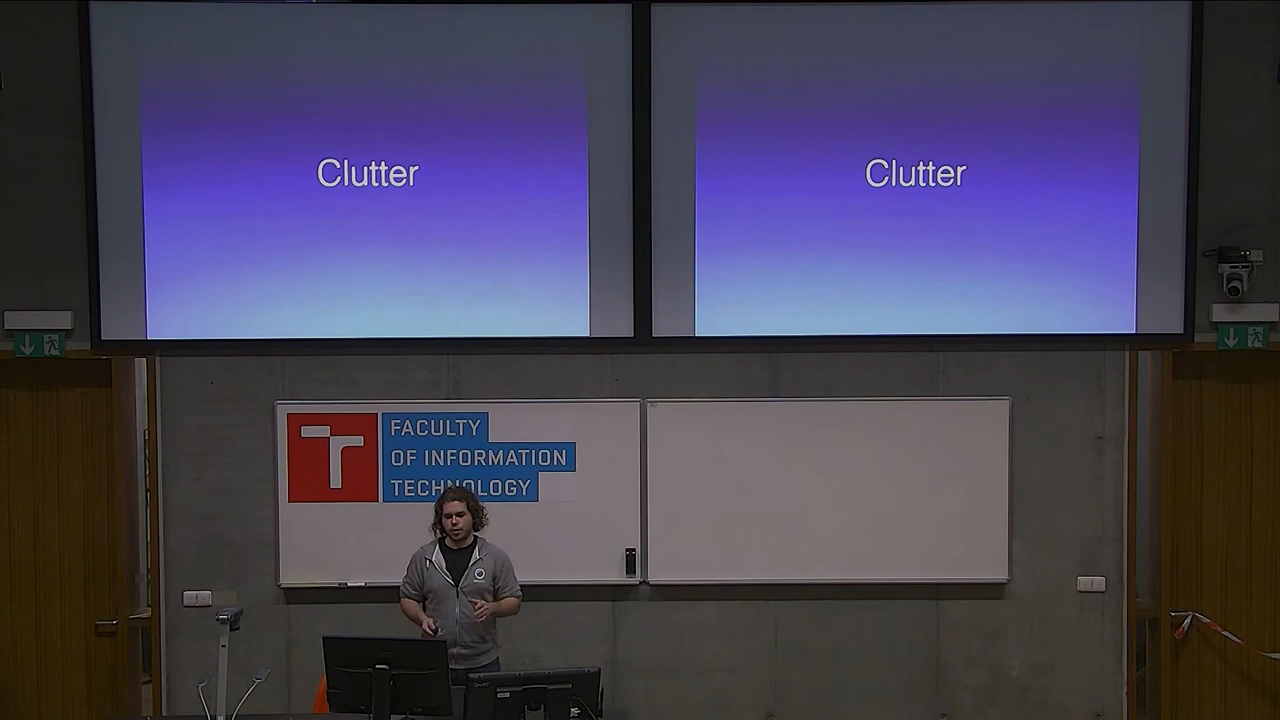 Clutter
Clutter
FACULTY
OF INFORMATION
TECHNOLOGY